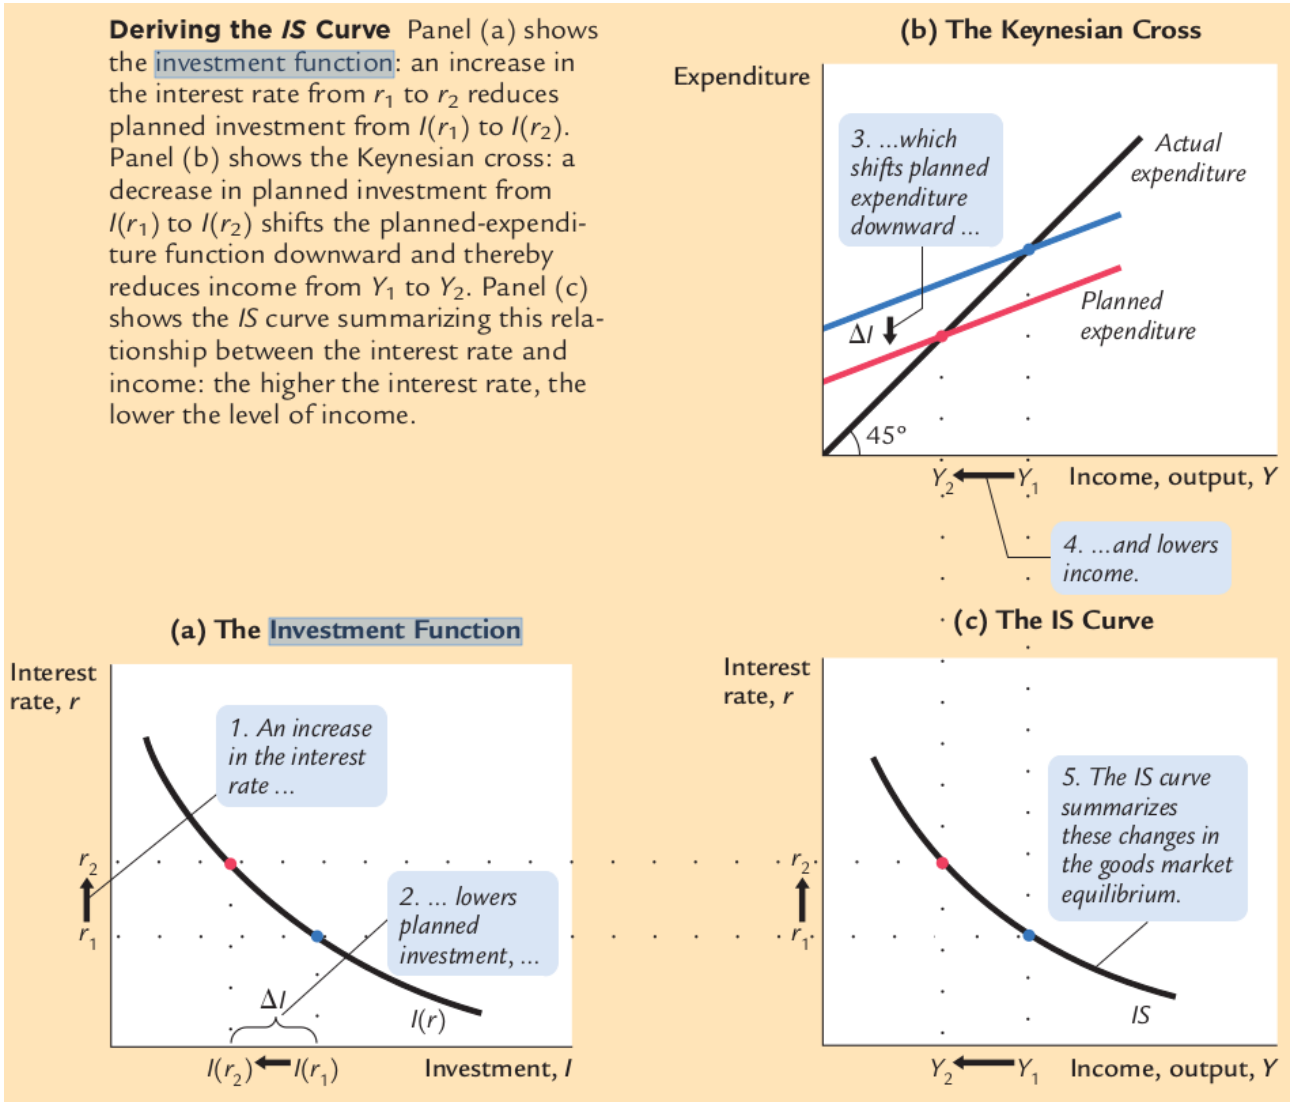 Deriving the IS Curve Panel (a) shows
the investment function: an increase in
the interest rate from r₁ to r₂ reduces
planned investment from I(r₁) to I(r₂).
Panel (b) shows the Keynesian cross: a
decrease in planned investment from
I(r₁) to I(r₂) shifts the planned-expendi-
ture function downward and thereby
reduces income from Y₁ to Y₂. Panel (c)
shows the IS curve summarizing this rela-
tionship between the interest rate and
income: the higher the interest rate, the
lower the level of income.
(b) The Keynesian Cross
Expenditure
3. ...which
shifts planned
expenditure
downward ...
Actual
expenditure
Planned
expenditure
ΔI
45°
Y₂
Y₁
Income, output, Y
4. ...and lowers
income.
(a) The Investment Function
Interest
rate, r
1. An increase
in the interest
rate ...
r₂
r₁
2. ... lowers
planned
investment, ...
ΔI
I(r)
I(r₂)
I(r₁)
Investment, I
(c) The IS Curve
Interest
rate, r
5. The IS curve
summarizes
these changes in
the goods market
equilibrium.
r₂
r₁
IS
Y₂
Y₁
Income, output, Y